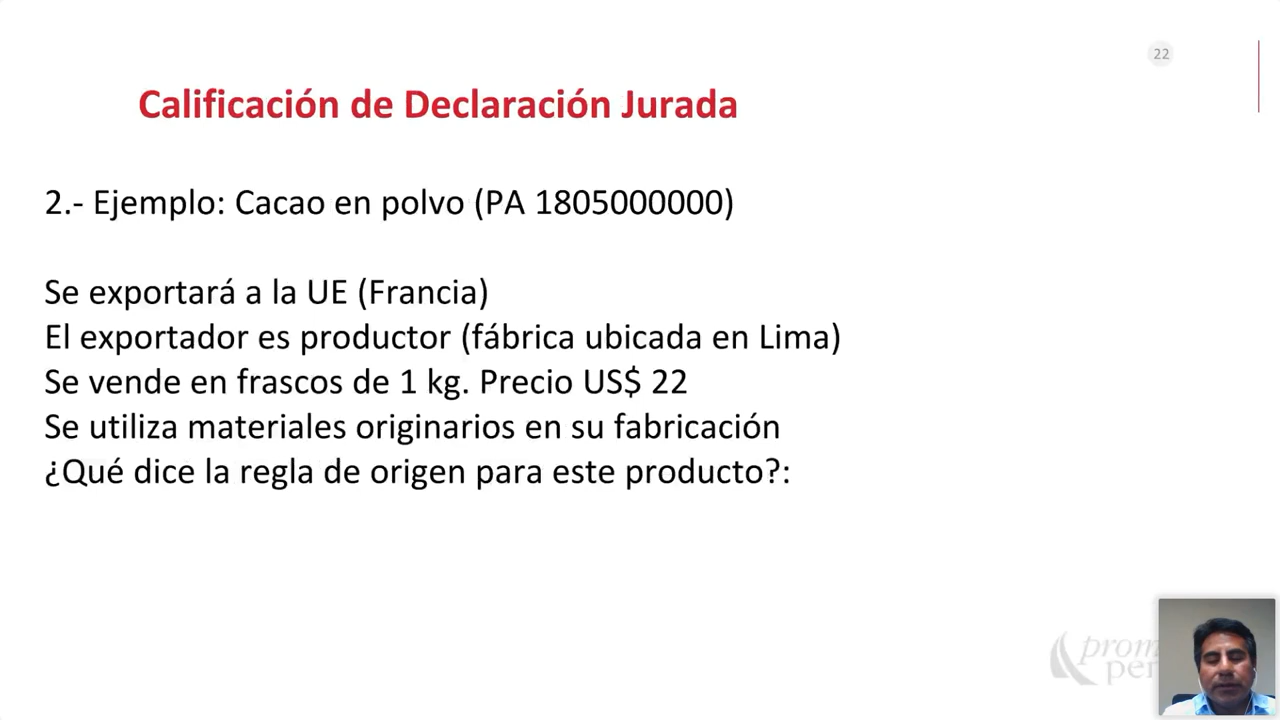 22
Calificación de Declaración Jurada
2.- Ejemplo: Cacao en polvo (PA 1805000000)
Se exportará a la UE (Francia)
El exportador es productor (fábrica ubicada en Lima)
Se vende en frascos de 1 kg. Precio US$ 22
Se utiliza materiales originarios en su fabricación
¿Qué dice la regla de origen para este producto?: